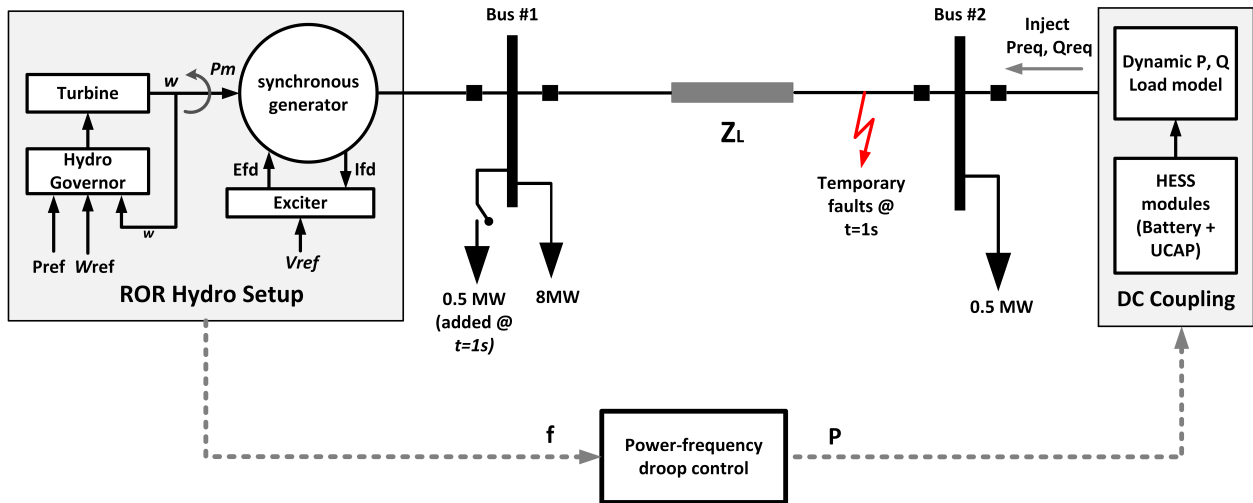 Bus #1
Bus #2
Inject
Preq, Qreq
w
Pm
Turbine
synchronous
generator
Hydro
Governor
Efd
Ifd
Exciter
w
Pref
Wref
Vref
ROR Hydro Setup
0.5 MW
(added @
t=1s)
8MW
ZL
Temporary
faults @
t=1s
0.5 MW
Dynamic P, Q
Load model
HESS
modules
(Battery +
UCAP)
DC Coupling
f
Power-frequency
droop control
P